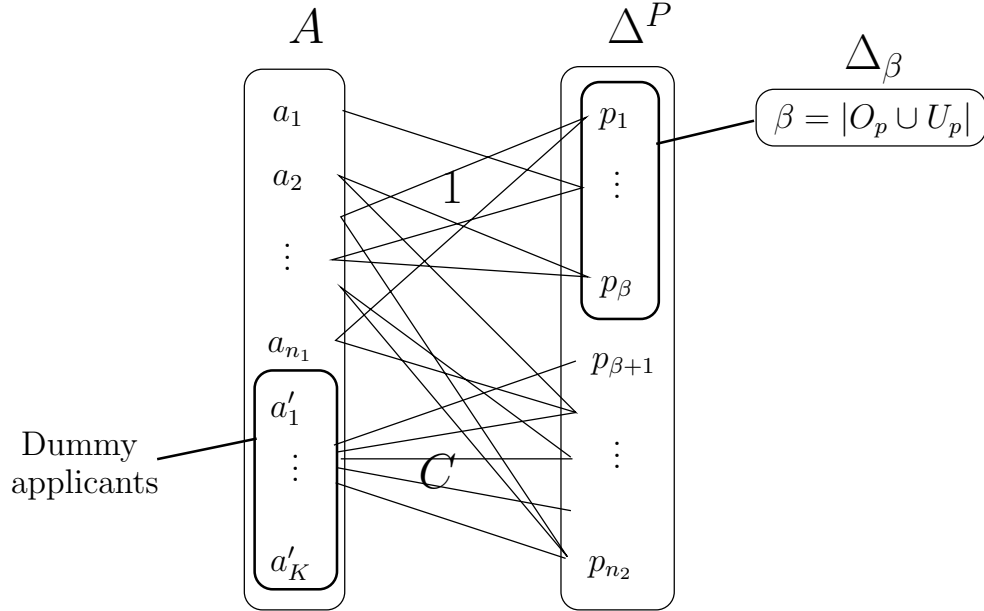 A
Δ^P
Δ_β
β = |O_p ∪ U_p|
a_1
a_2
⋮
a_{n_1}
a′_1
⋮
a′_K
Dummy
applicants
1
C
p_1
⋮
p_β
p_{β+1}
⋮
p_{n_2}